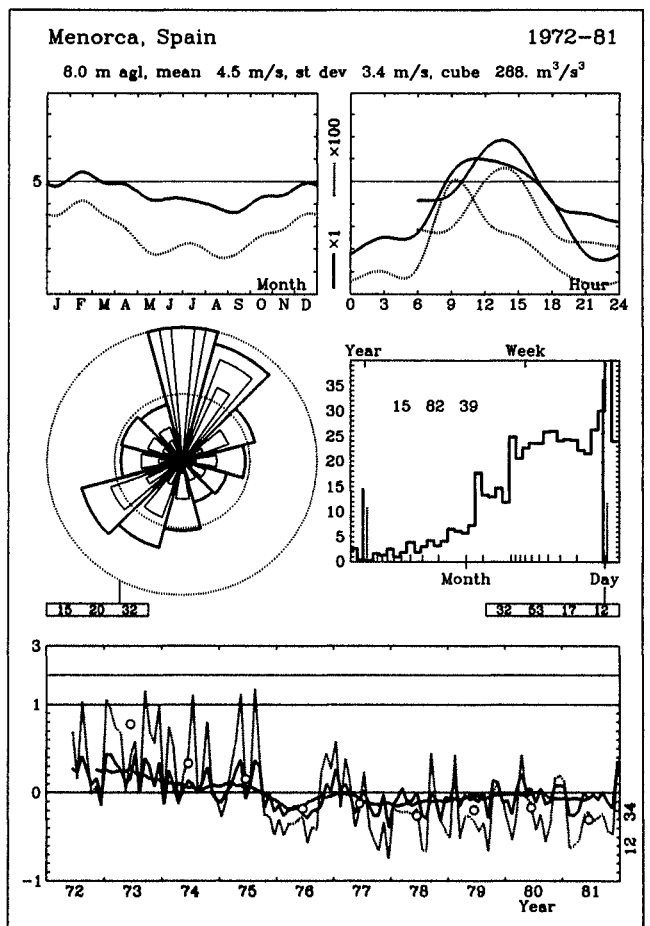 Menorca, Spain 1972-81
8.0 m agl, mean 4.5 m/s, st dev 3.4 m/s, cube 268. m³/s³
5
×1 ×100
Month
J F M A M J J A S O N D
Hour
0 3 6 9 12 15 18 21 24
Year Week
35
30
25
20
15
10
5
0
15 62 39
Month Day
15 20 32
32 53 17 12
3
1
0
-1
12 34
72 73 74 75 76 77 78 79 80 81
Year